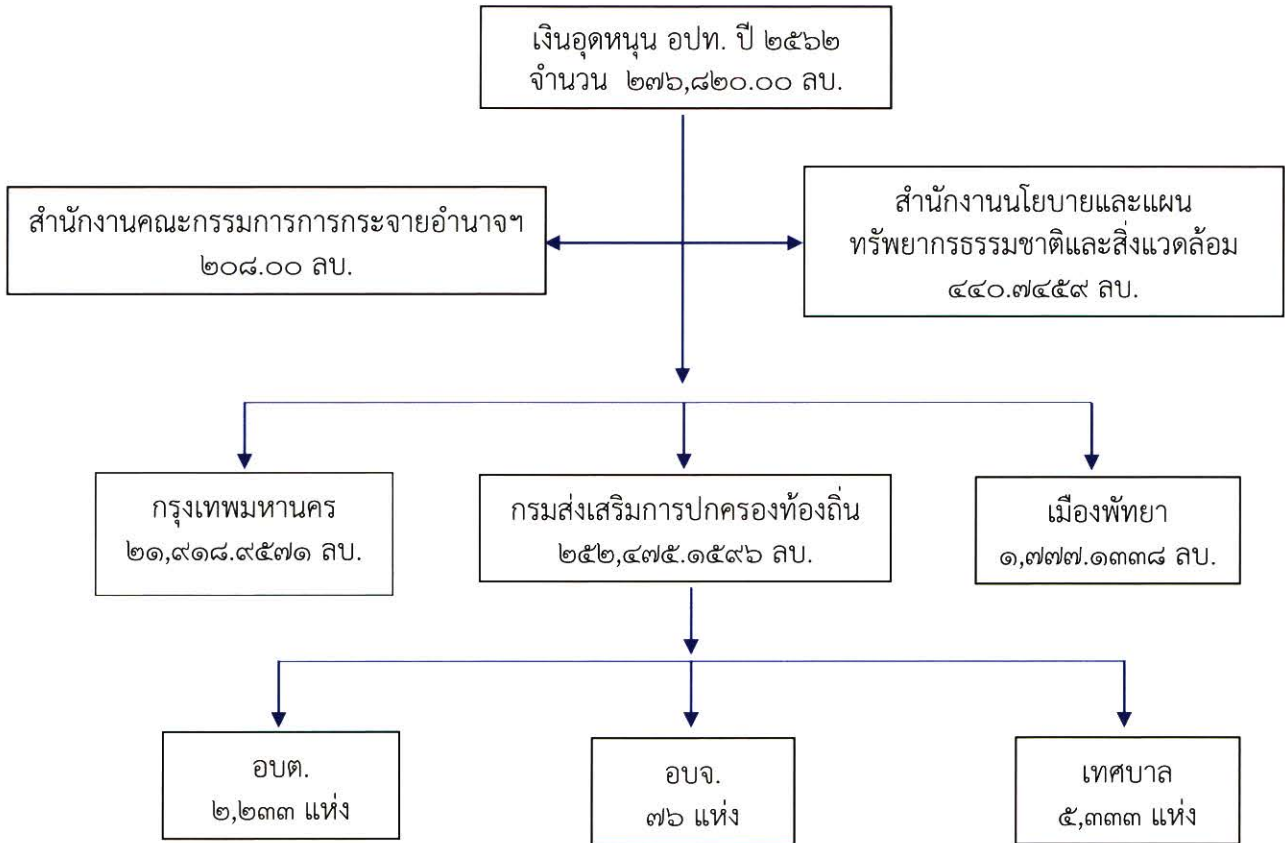 เงินอุดหนุน อปท. ปี ๒๕๖๒
จำนวน ๒๗๖,๘๒๐.๐๐ ลบ.
สำนักงานคณะกรรมการการกระจายอำนาจฯ
๒๐๘.๐๐ ลบ.
สำนักงานนโยบายและแผน
ทรัพยากรธรรมชาติและสิ่งแวดล้อม
๔๔๐.๗๔๕๙ ลบ.
กรุงเทพมหานคร
๒๑,๙๑๘.๙๕๗๑ ลบ.
กรมส่งเสริมการปกครองท้องถิ่น
๒๕๒,๔๗๕.๑๕๙๖ ลบ.
เมืองพัทยา
๑,๗๗๗.๑๓๓๘ ลบ.
อบต.
๒,๒๓๓ แห่ง
อบจ.
๗๖ แห่ง
เทศบาล
๕,๓๓๓ แห่ง